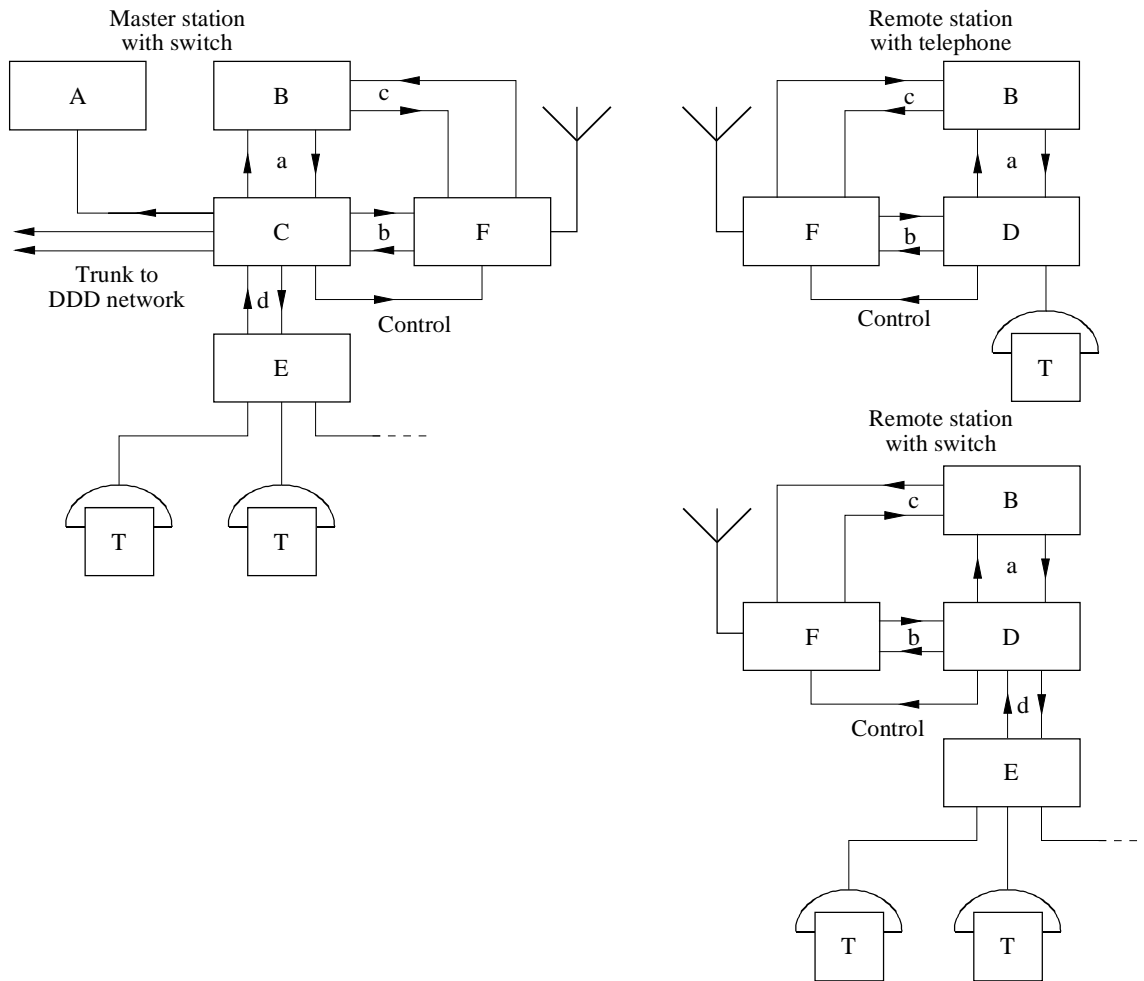 Master station
with switch
A
B
c
a
C
b
F
Trunk to
DDD network
d
Control
E
T
T
Remote station
with telephone
B
c
a
F
b
D
Control
T
Remote station
with switch
B
c
a
F
b
D
d
Control
E
T
T